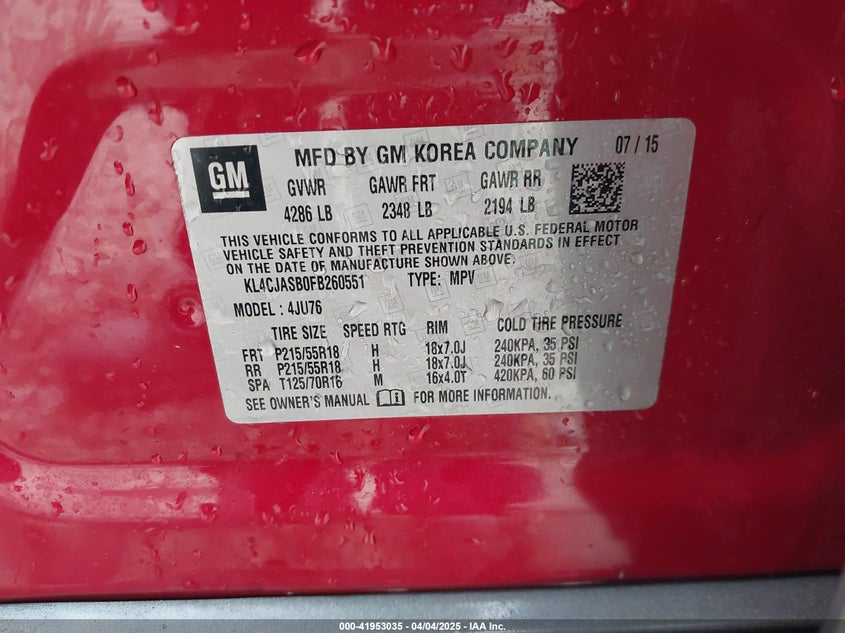 GM MFD BY GM KOREA COMPANY 07 / 15
GVWR GAWR FRT GAWR RR
4286 LB 2348 LB 2194 LB
THIS VEHICLE CONFORMS TO ALL APPLICABLE U.S. FEDERAL MOTOR
VEHICLE SAFETY AND THEFT PREVENTION STANDARDS IN EFFECT
ON THE DATE OF MANUFACTURE SHOWN ABOVE.
KL4CJASB0FB260551 TYPE: MPV
MODEL : 4JU76
TIRE SIZE SPEED RTG RIM COLD TIRE PRESSURE
FRT P215/55R18 H 18x7.0J 240KPA, 35 PSI
RR P215/55R18 H 18x7.0J 240KPA, 35 PSI
SPA T125/70R16 M 16x4.0T 420KPA, 60 PSI
SEE OWNER'S MANUAL FOR MORE INFORMATION.
000-41953035 - 04/04/2025 - IAA Inc.